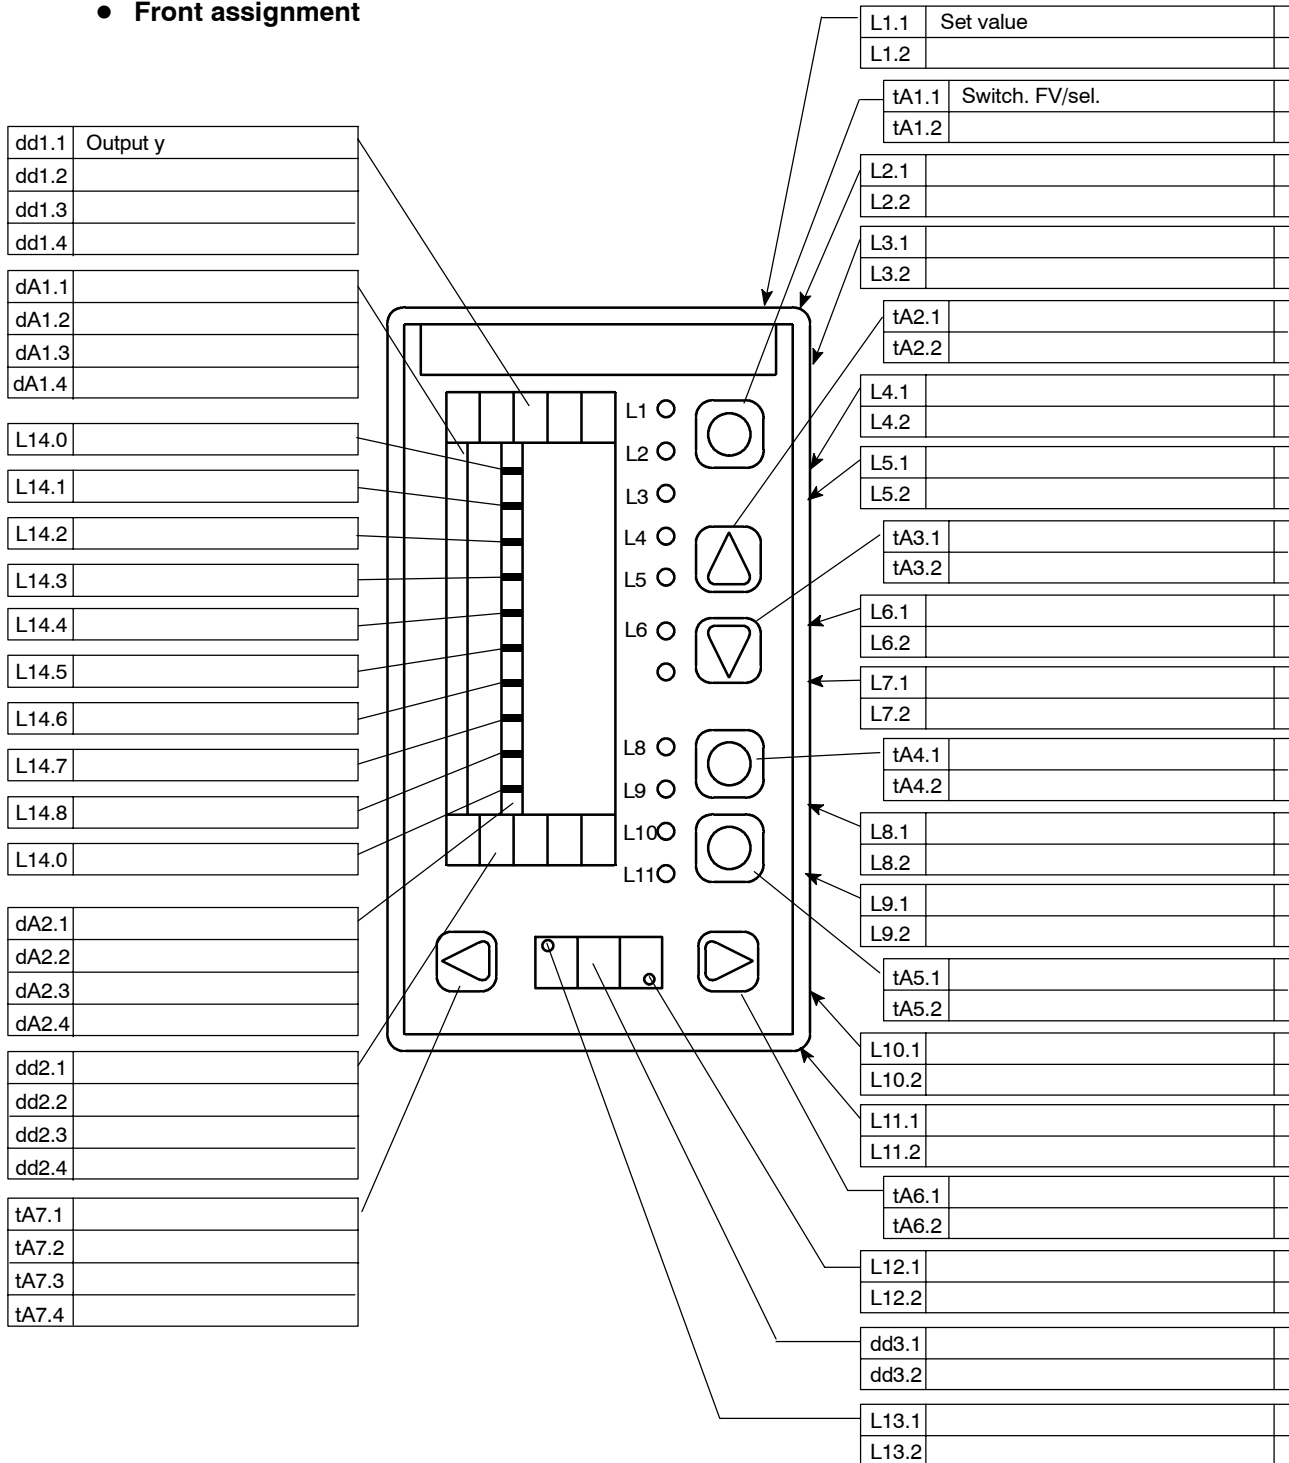 ● Front assignment
dd1.1 Output y
dd1.2
dd1.3
dd1.4
dA1.1
dA1.2
dA1.3
dA1.4
L14.0
L14.1
L14.2
L14.3
L14.4
L14.5
L14.6
L14.7
L14.8
L14.0
dA2.1
dA2.2
dA2.3
dA2.4
dd2.1
dd2.2
dd2.3
dd2.4
tA7.1
tA7.2
tA7.3
tA7.4
L1
L2
L3
L4
L5
L6
L8
L9
L10
L11
L1.1 Set value
L1.2
tA1.1 Switch. FV/sel.
tA1.2
L2.1
L2.2
L3.1
L3.2
tA2.1
tA2.2
L4.1
L4.2
L5.1
L5.2
tA3.1
tA3.2
L6.1
L6.2
L7.1
L7.2
tA4.1
tA4.2
L8.1
L8.2
L9.1
L9.2
tA5.1
tA5.2
L10.1
L10.2
L11.1
L11.2
tA6.1
tA6.2
L12.1
L12.2
dd3.1
dd3.2
L13.1
L13.2